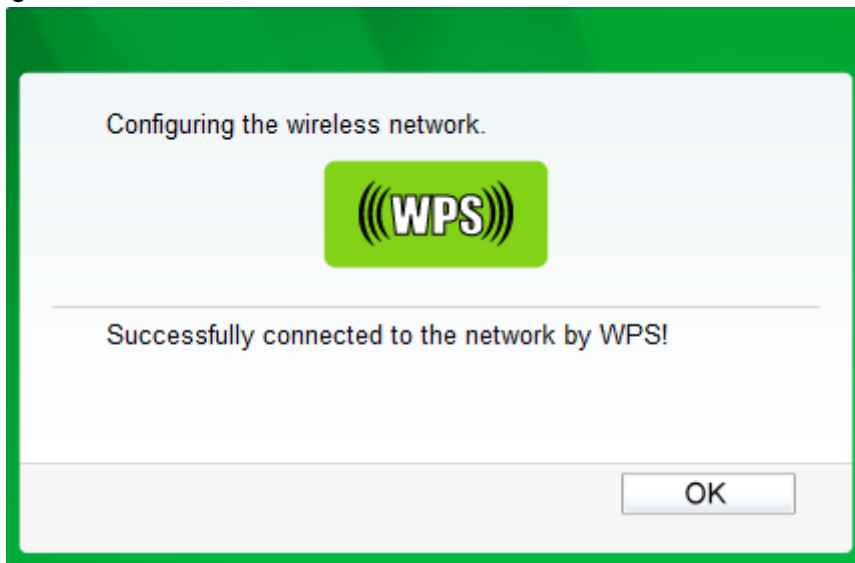 Configuring the wireless network.
(((WPS)))
Successfully connected to the network by WPS!
OK